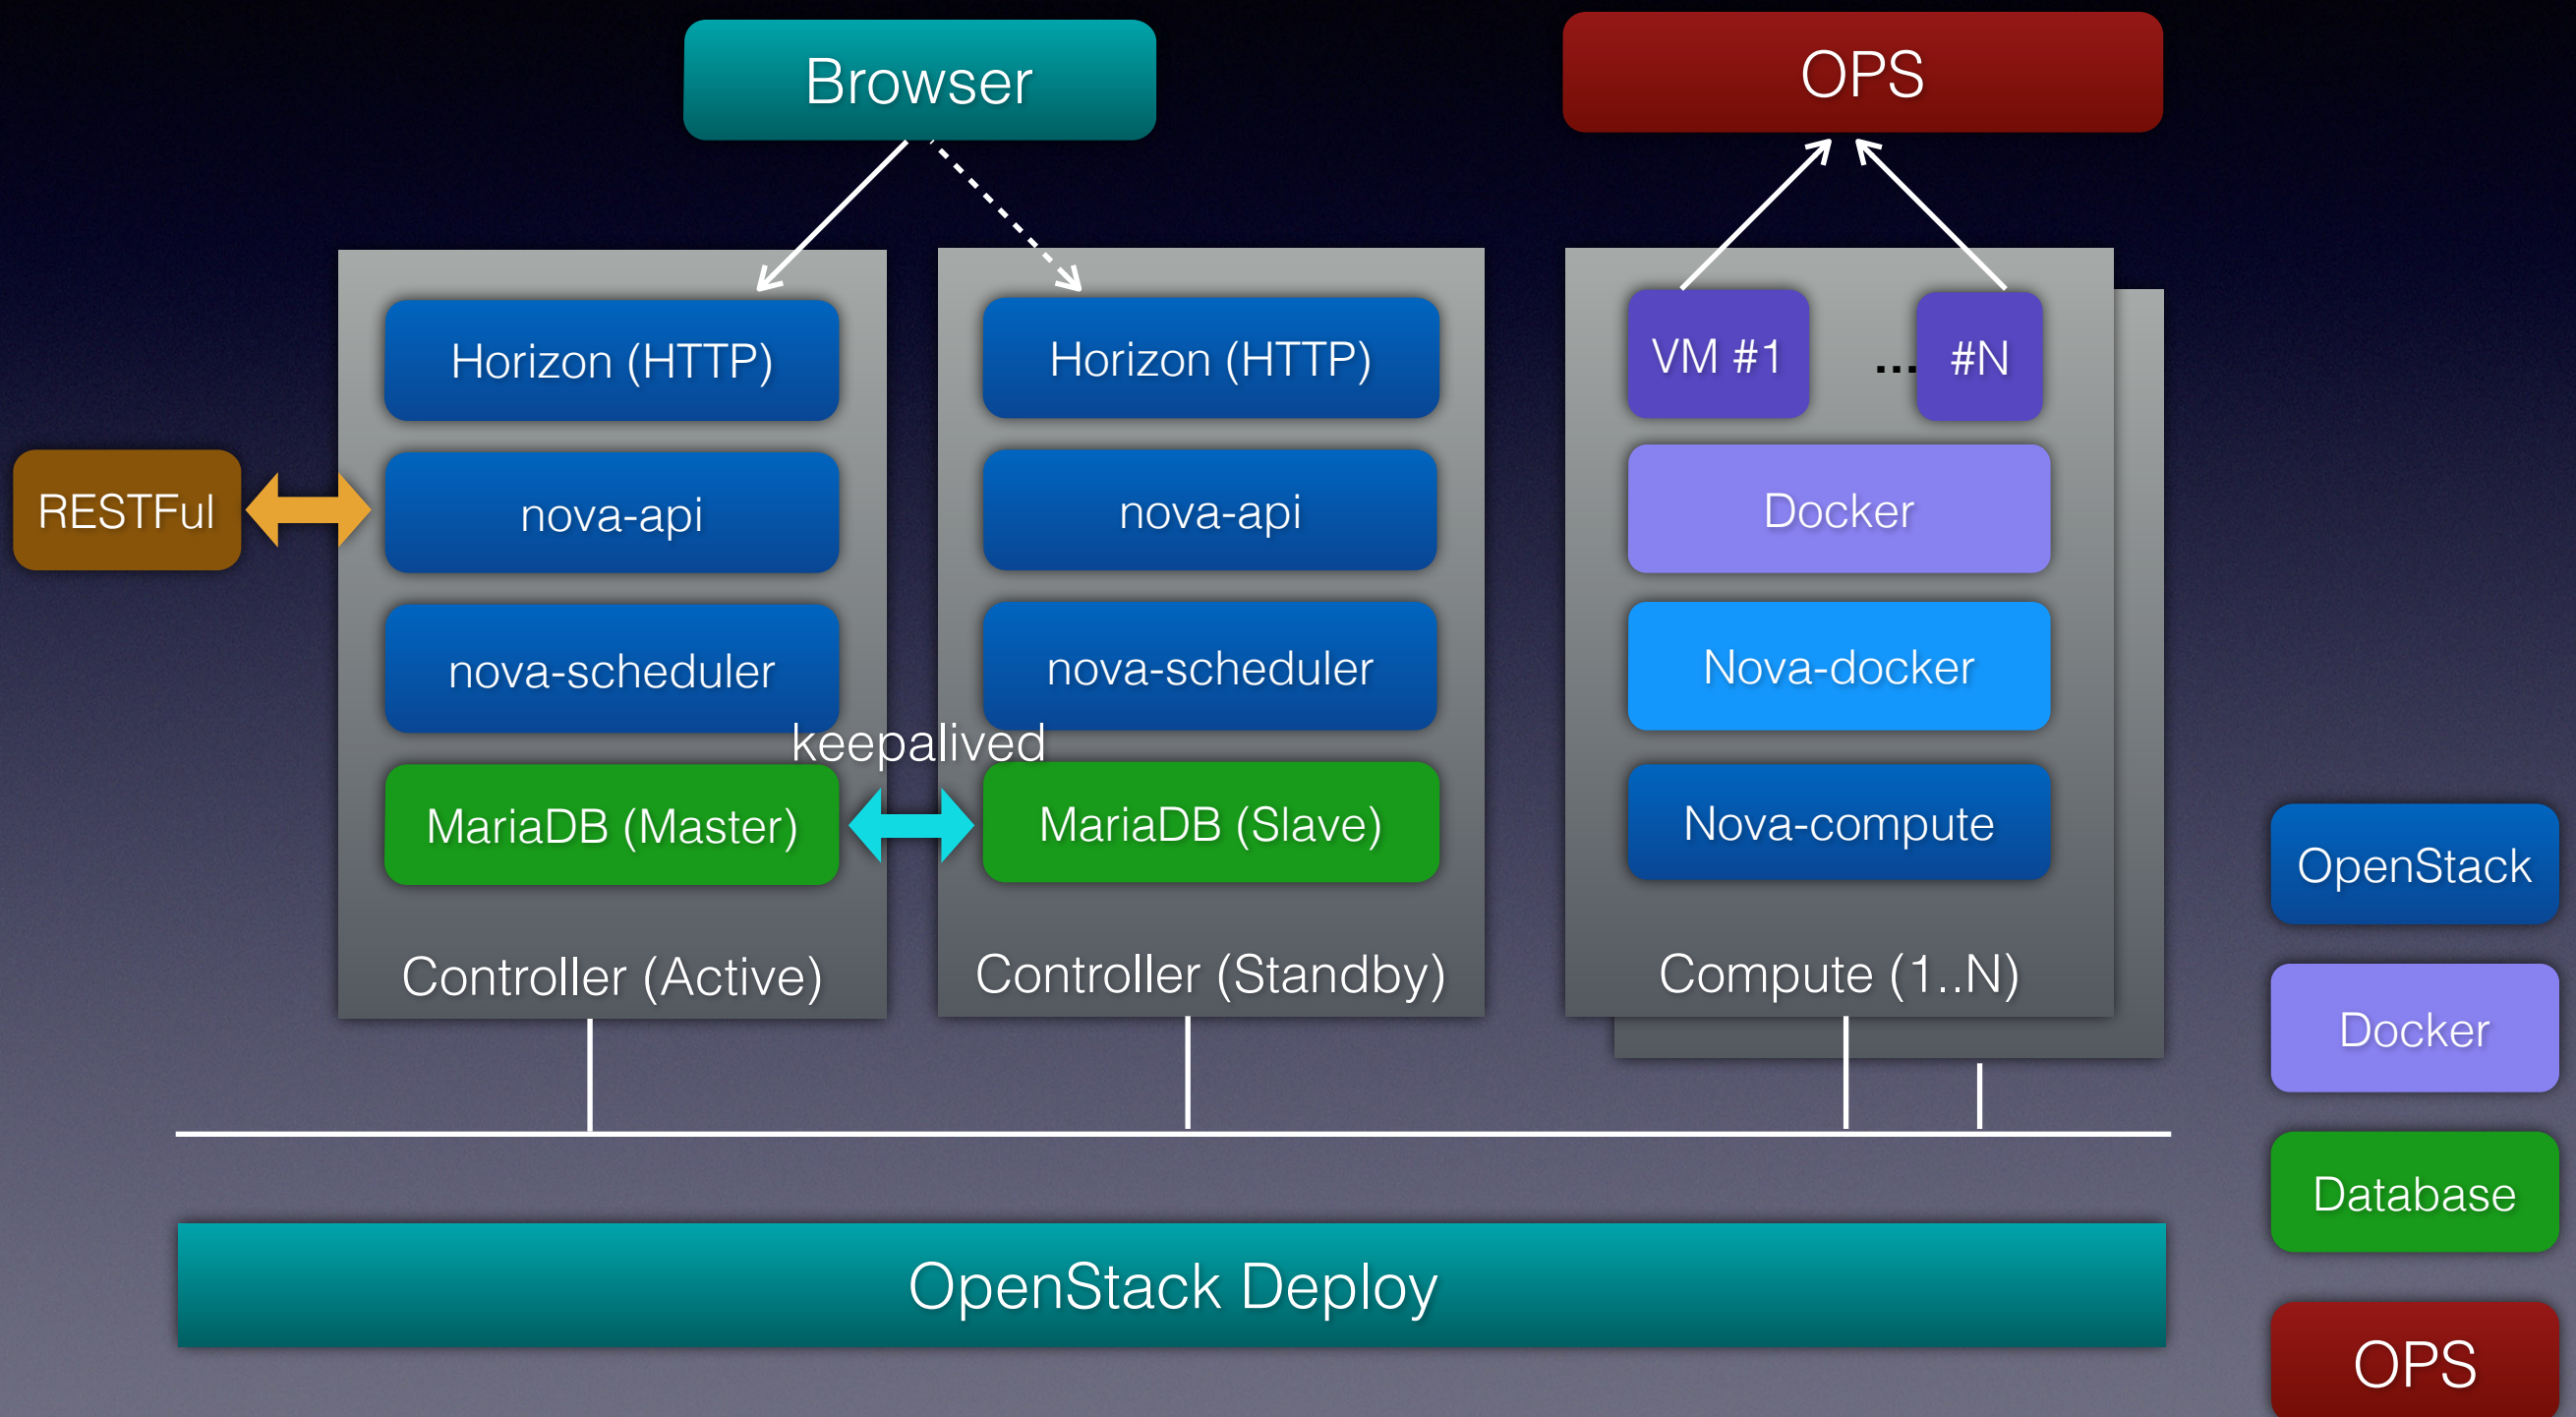 Browser
OPS
RESTFul
Horizon (HTTP)
nova-api
nova-scheduler
MariaDB (Master)
Controller (Active)
keepalived
Horizon (HTTP)
nova-api
nova-scheduler
MariaDB (Slave)
Controller (Standby)
VM #1 ... #N
Docker
Nova-docker
Nova-compute
Compute (1..N)
OpenStack Deploy
OpenStack
Docker
Database
OPS